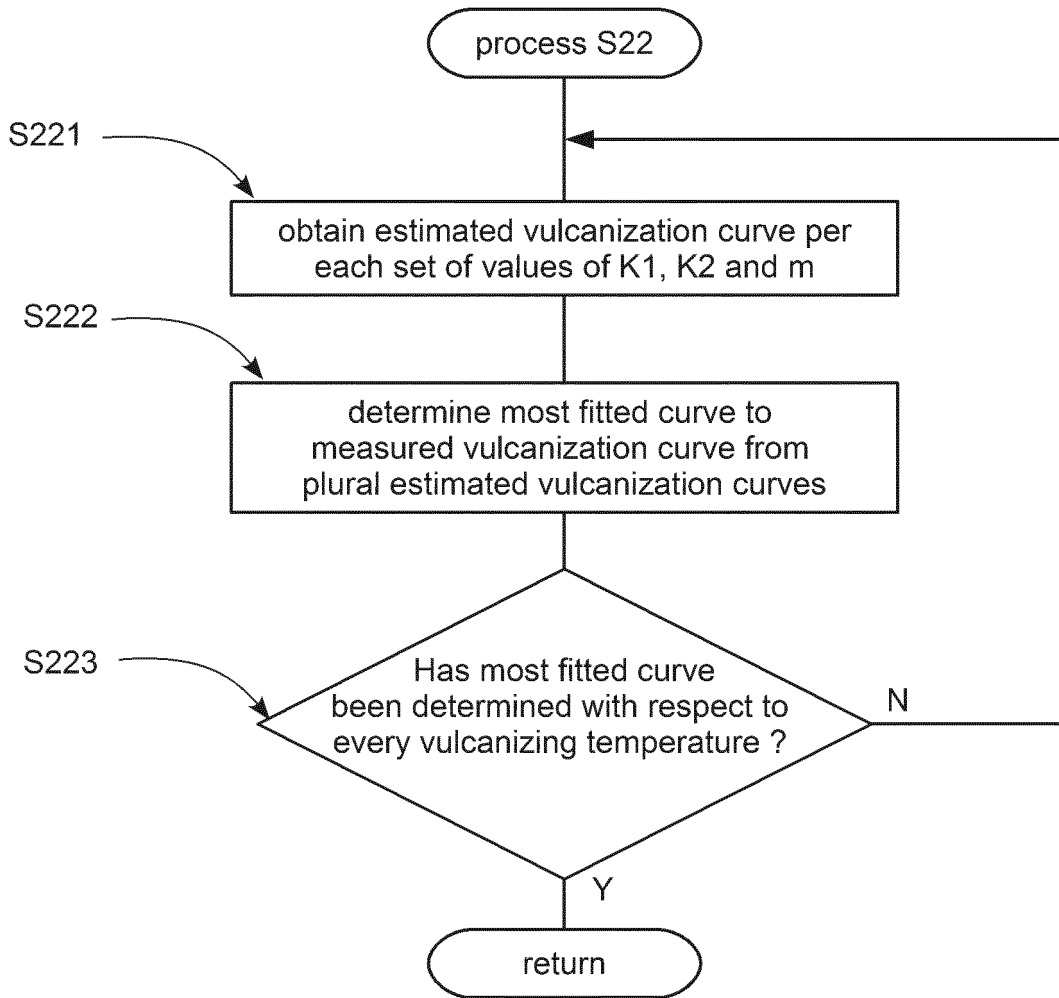 process S22
S221
obtain estimated vulcanization curve per
each set of values of K1, K2 and m
S222
determine most fitted curve to
measured vulcanization curve from
plural estimated vulcanization curves
S223
Has most fitted curve
been determined with respect to
every vulcanizing temperature ?
N
Y
return